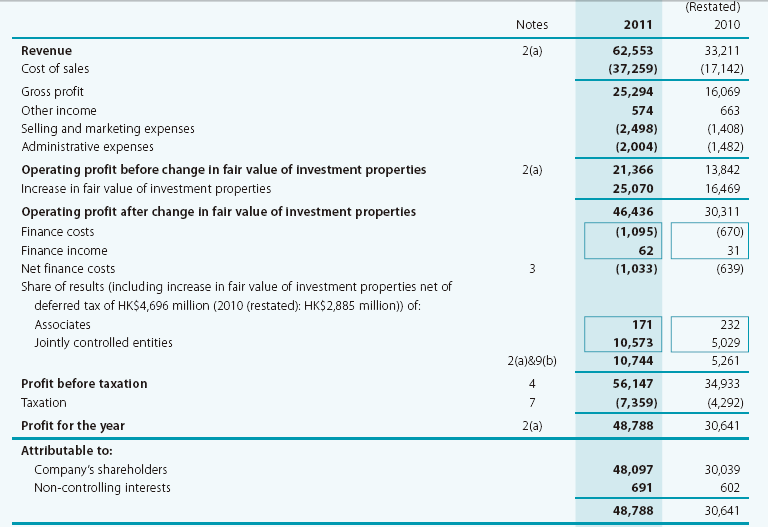 (Restated)
Notes 2011 2010
Revenue 2(a) 62,553 33,211
Cost of sales (37,259) (17,142)
Gross profit 25,294 16,069
Other income 574 663
Selling and marketing expenses (2,498) (1,408)
Administrative expenses (2,004) (1,482)
Operating profit before change in fair value of investment properties 2(a) 21,366 13,842
Increase in fair value of investment properties 25,070 16,469
Operating profit after change in fair value of investment properties 46,436 30,311
Finance costs (1,095) (670)
Finance income 62 31
Net finance costs 3 (1,033) (639)
Share of results (including increase in fair value of investment properties net of
deferred tax of HK$4,696 million (2010 (restated): HK$2,885 million)) of:
Associates 171 232
Jointly controlled entities 10,573 5,029
2(a)&9(b) 10,744 5,261
Profit before taxation 4 56,147 34,933
Taxation 7 (7,359) (4,292)
Profit for the year 2(a) 48,788 30,641
Attributable to:
Company's shareholders 48,097 30,039
Non-controlling interests 691 602
48,788 30,641